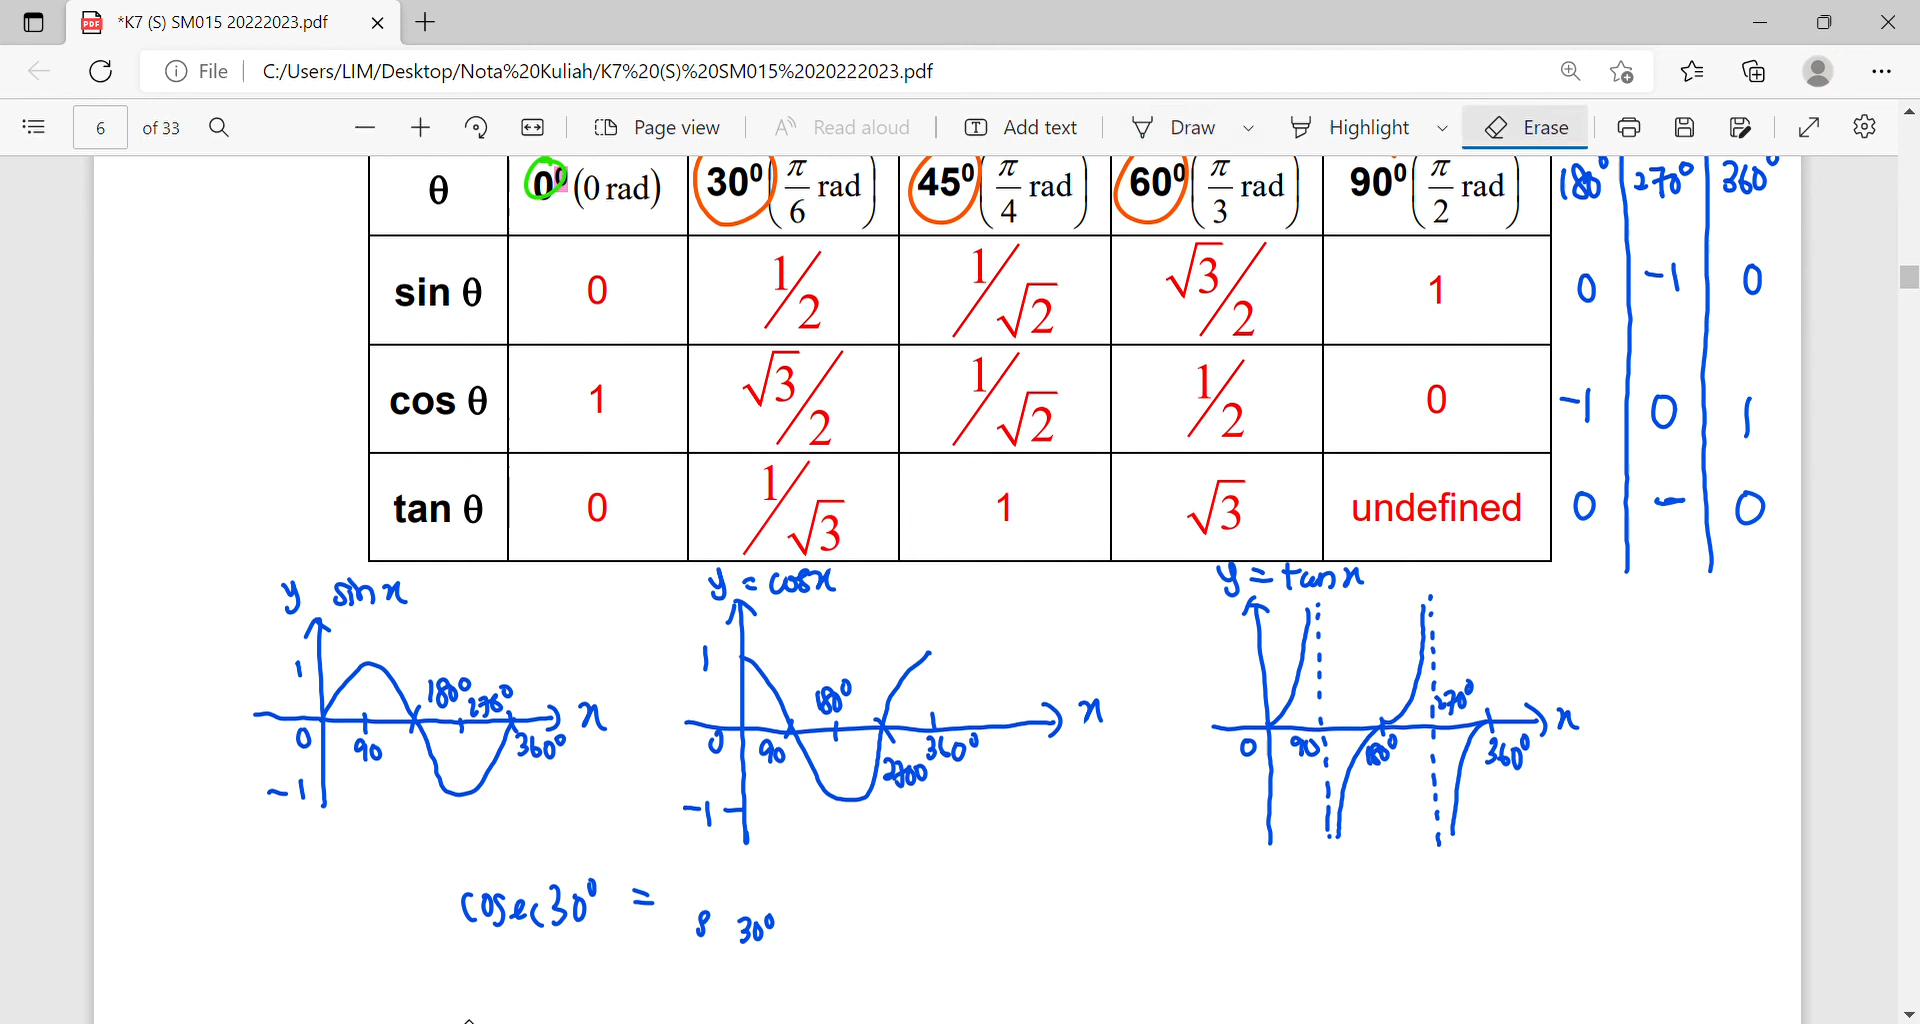 *K7 (S) SM015 20222023.pdf
File | C:/Users/LIM/Desktop/Nota%20Kuliah/K7%20(S)%20SM015%2020222023.pdf
6 of 33 Page view Read aloud Add text Draw Highlight Erase
θ 0⁰ (0 rad) 30⁰ (π/6 rad) 45⁰ (π/4 rad) 60⁰ (π/3 rad) 90⁰ (π/2 rad) 180⁰ 270⁰ 360⁰
sin θ 0 1/2 1/√2 √3/2 1 0 -1 0
cos θ 1 √3/2 1/√2 1/2 0 -1 0 1
tan θ 0 1/√3 1 √3 undefined 0 - 0
y sin x
1
180⁰ 270⁰ x
0 90 360⁰
-1
y = cos x
1
180⁰ x
0 90 270⁰ 360⁰
-1
y = tan x
270⁰ x
0 90⁰ 180⁰ 360⁰
cosec 30⁰ =
30⁰